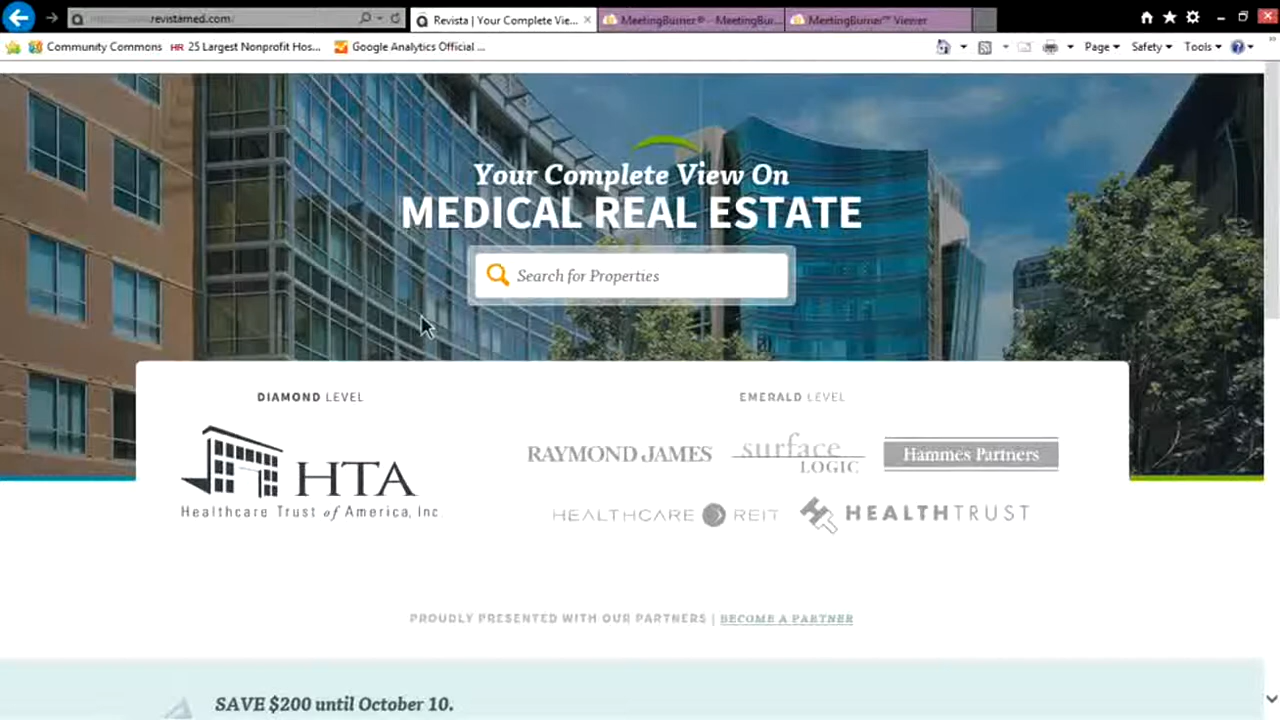 revistamed.com/
Revista | Your Complete Vie...
MeetingBurner® - MeetingBur...
MeetingBurner™ Viewer
Community Commons
HR 25 Largest Nonprofit Hos...
Google Analytics Official ...
Page
Safety
Tools
Your Complete View On
MEDICAL REAL ESTATE
Search for Properties
DIAMOND LEVEL
EMERALD LEVEL
HTA
Healthcare Trust of America, Inc
RAYMOND JAMES
surface
LOGIC
Hammes Partners
HEALTHCARE REIT
HEALTHTRUST
PROUDLY PRESENTED WITH OUR PARTNERS | BECOME A PARTNER
SAVE $200 until October 10.